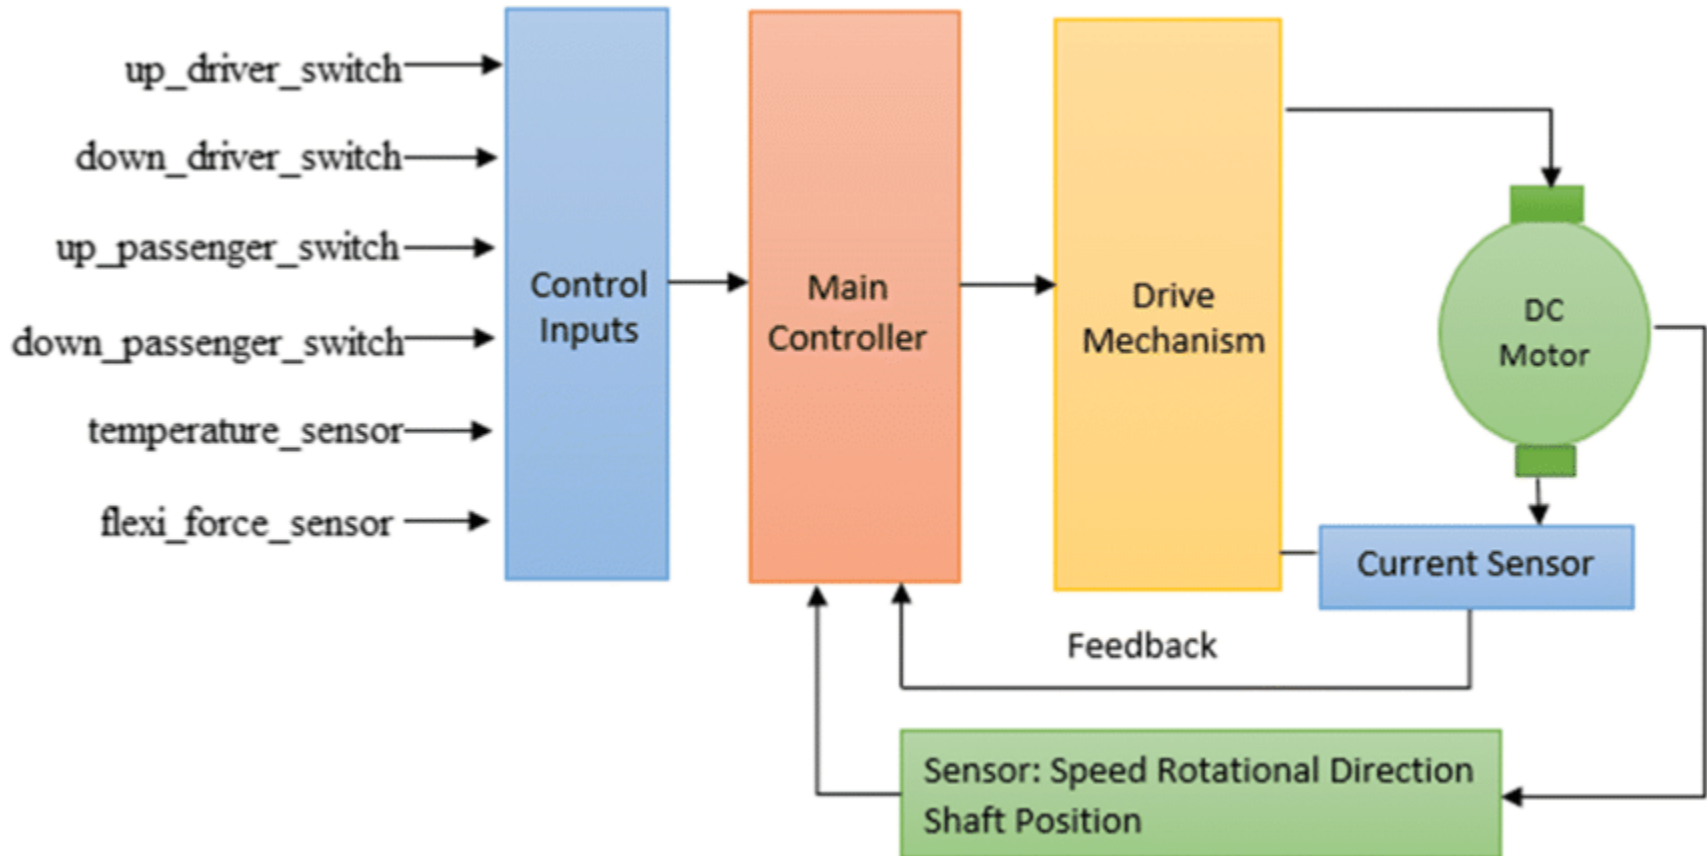 up_driver_switch
down_driver_switch
up_passenger_switch
down_passenger_switch
temperature_sensor
flexi_force_sensor
Control
Inputs
Main
Controller
Drive
Mechanism
DC
Motor
Current Sensor
Feedback
Sensor: Speed Rotational Direction
Shaft Position